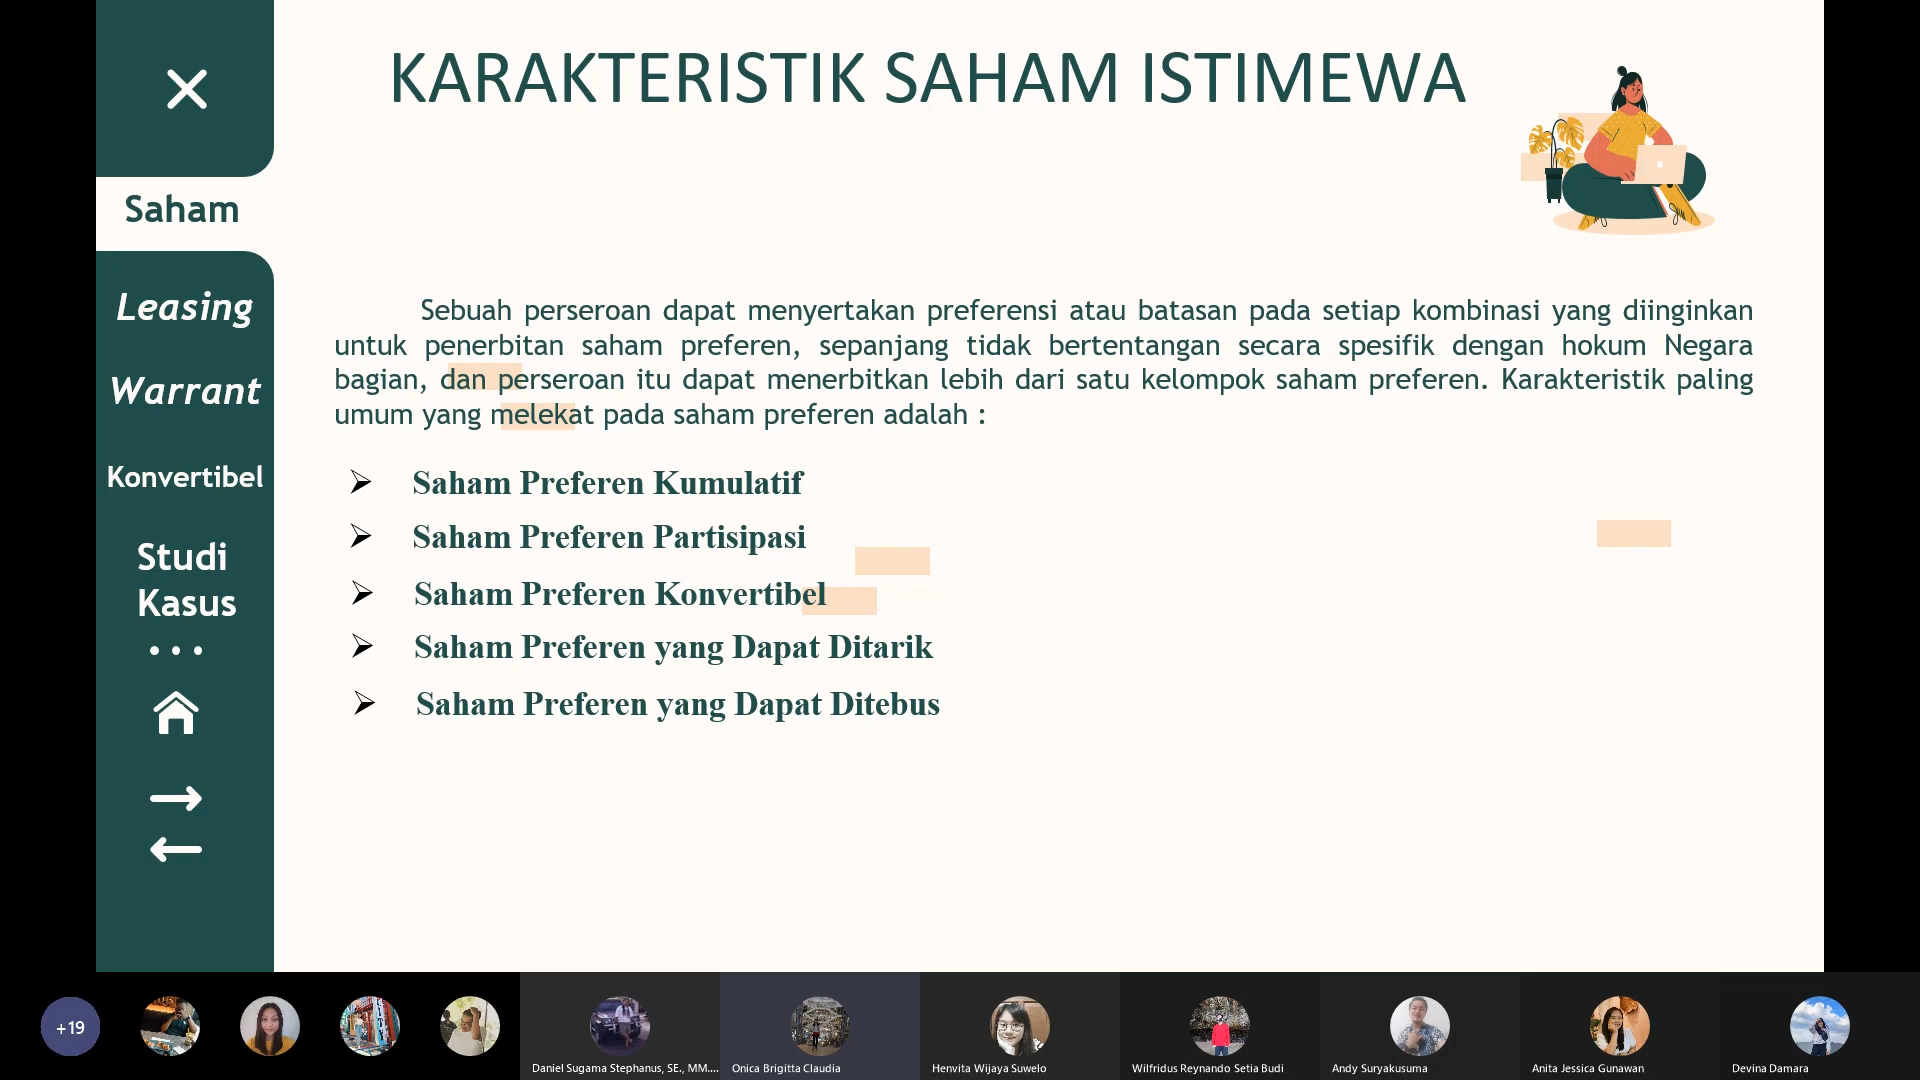 KARAKTERISTIK SAHAM ISTIMEWA
Saham
Leasing
Warrant
Konvertibel
Studi
Kasus
Sebuah perseroan dapat menyertakan preferensi atau batasan pada setiap kombinasi yang diinginkan
untuk penerbitan saham preferen, sepanjang tidak bertentangan secara spesifik dengan hokum Negara
bagian, dan perseroan itu dapat menerbitkan lebih dari satu kelompok saham preferen. Karakteristik paling
umum yang melekat pada saham preferen adalah :
➢ Saham Preferen Kumulatif
➢ Saham Preferen Partisipasi
➢ Saham Preferen Konvertibel
➢ Saham Preferen yang Dapat Ditarik
➢ Saham Preferen yang Dapat Ditebus
+19
Daniel Sugama Stephanus, SE., MM....
Onica Brigitta Claudia
Henvita Wijaya Suwelo
Wilfridus Reynando Setia Budi
Andy Suryakusuma
Anita Jessica Gunawan
Devina Damara